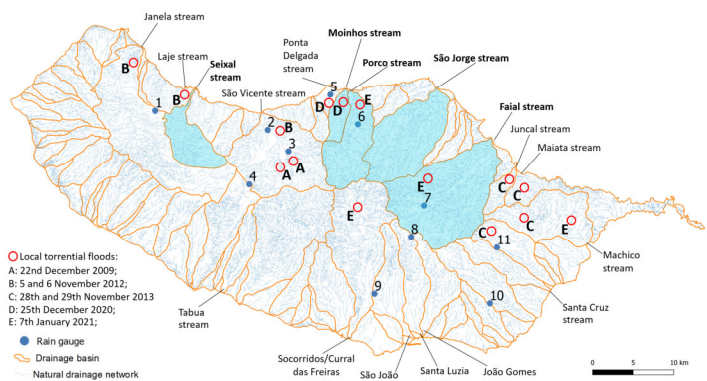 Janela stream
Laje stream
Seixal
stream
São Vicente stream
Ponta
Delgada
stream
Moinhos stream
Porco stream
São Jorge stream
Faial stream
Juncal stream
Maiata stream
B
B
1
2
B
3
A
A
4
5
D
D
E
6
E
7
C
C
C
C
E
E
8
11
9
10
Machico
stream
Santa Cruz
stream
Tabua
stream
Socorridos/Curral
das Freiras
São João
Santa Luzia
João Gomes
Local torrential floods:
A: 22nd December 2009;
B: 5 and 6 November 2012;
C: 28th and 29th November 2013
D: 25th December 2020;
E: 7th January 2021;
Rain gauge
Drainage basin
Natural drainage network
0 5 10 km